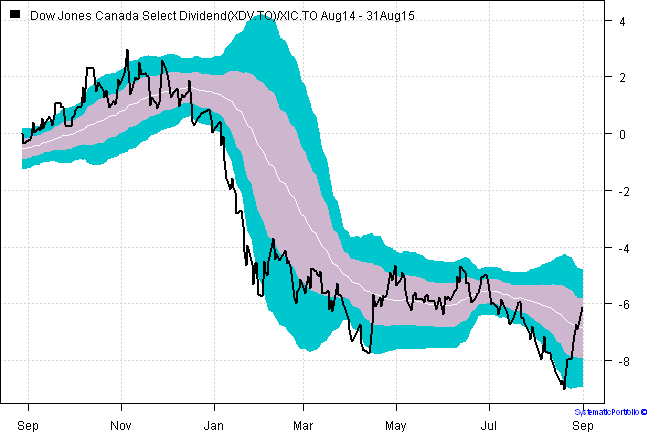 Dow Jones Canada Select Dividend(XDV.TO)/XIC.TO Aug14 - 31Aug15
4
2
0
-2
-4
-6
-8
Sep Nov Jan Mar May Jul Sep
SystematicPortfolio ©